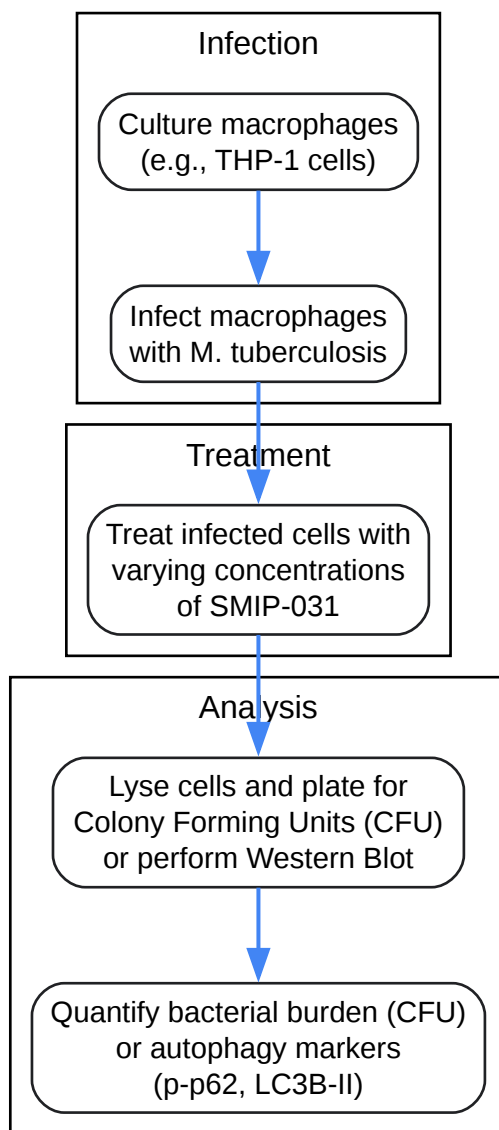 Infection
Culture macrophages
(e.g., THP-1 cells)
Infect macrophages
with M. tuberculosis
Treatment
Treat infected cells with
varying concentrations
of SMIP-031
Analysis
Lyse cells and plate for
Colony Forming Units (CFU)
or perform Western Blot
Quantify bacterial burden (CFU)
or autophagy markers
(p-p62, LC3B-II)